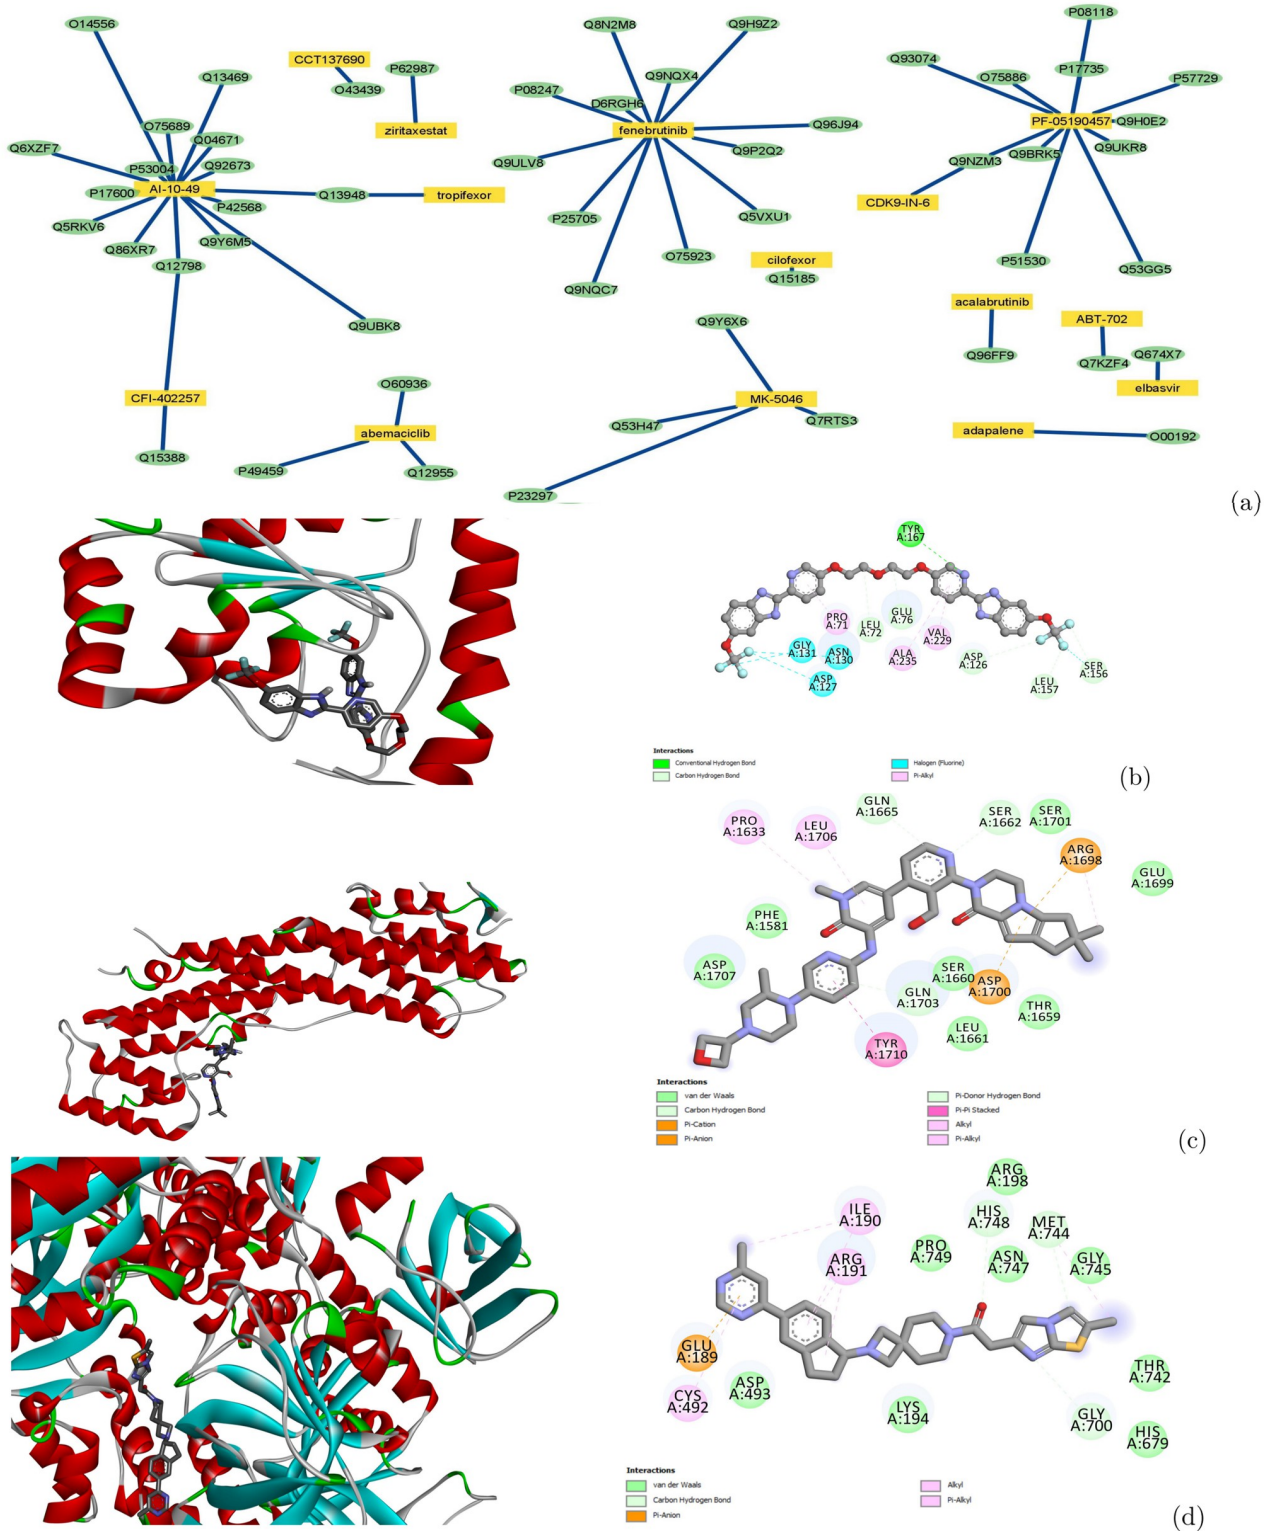 O14556
Q13469
CCT137690
O43439
P62987
ziritaxestat
O75689
Q04671
Q6XZF7
P53004
Q92673
P17600
AI-10-49
P42568
Q13948
tropifexor
Q5RKV6
Q86XR7
Q9Y6M5
Q12798
Q9UBK8
CFI-402257
Q15388
O60936
abemaciclib
P49459
Q12955
Q8N2M8
Q9H9Z2
Q9NQX4
P08247
D6RGH6
fenebrutinib
Q96J94
Q9P2Q2
Q9ULV8
P25705
Q5VXU1
O75923
Q9NQC7
cilofexor
Q15185
Q9Y6X6
MK-5046
Q53H47
Q7RTS3
P23297
P08118
Q93074
O75886
P17735
P57729
PF-05190457
Q9H0E2
Q9NZM3
Q9BRK5
Q9UKR8
CDK9-IN-6
P51530
Q53GG5
acalabrutinib
Q96FF9
ABT-702
Q7KZF4
Q674X7
elbasvir
adapalene
O00192
(a)
TYR
A:167
PRO
A:71
LEU
A:72
GLU
A:76
VAL
A:229
GLY
A:131
ASN
A:130
ALA
A:235
ASP
A:126
ASP
A:127
LEU
A:157
SER
A:156
Interactions
Conventional Hydrogen Bond
Carbon Hydrogen Bond
Halogen (Fluorine)
Pi-Alkyl
(b)
GLN
A:1665
PRO
A:1633
LEU
A:1706
SER
A:1662
SER
A:1701
ARG
A:1698
GLU
A:1699
PHE
A:1581
ASP
A:1707
SER
A:1660
ASP
A:1700
GLN
A:1703
THR
A:1659
LEU
A:1661
TYR
A:1710
Interactions
van der Waals
Carbon Hydrogen Bond
Pi-Cation
Pi-Anion
Pi-Donor Hydrogen Bond
Pi-Pi Stacked
Alkyl
Pi-Alkyl
(c)
ARG
A:198
ILE
A:190
HIS
A:748
MET
A:744
ARG
A:191
PRO
A:749
ASN
A:747
GLY
A:745
GLU
A:189
CYS
A:492
ASP
A:493
LYS
A:194
THR
A:742
GLY
A:700
HIS
A:679
Interactions
van der Waals
Carbon Hydrogen Bond
Pi-Anion
Alkyl
Pi-Alkyl
(d)